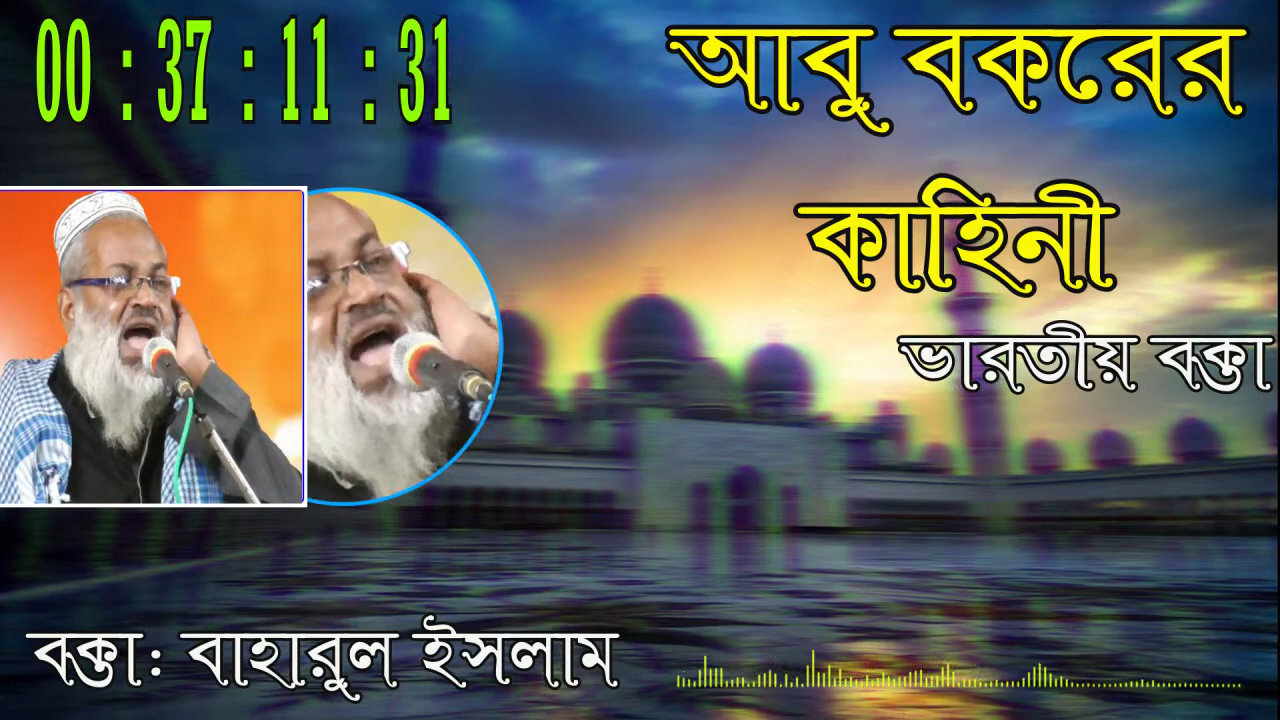 00 : 37 : 11 : 31
আবু বকরের
কাহিনী
ভারতীয় বক্তা
বক্তা: বাহারুল ইসলাম